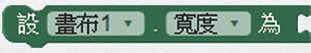 設 畫布1 . 寬度 為